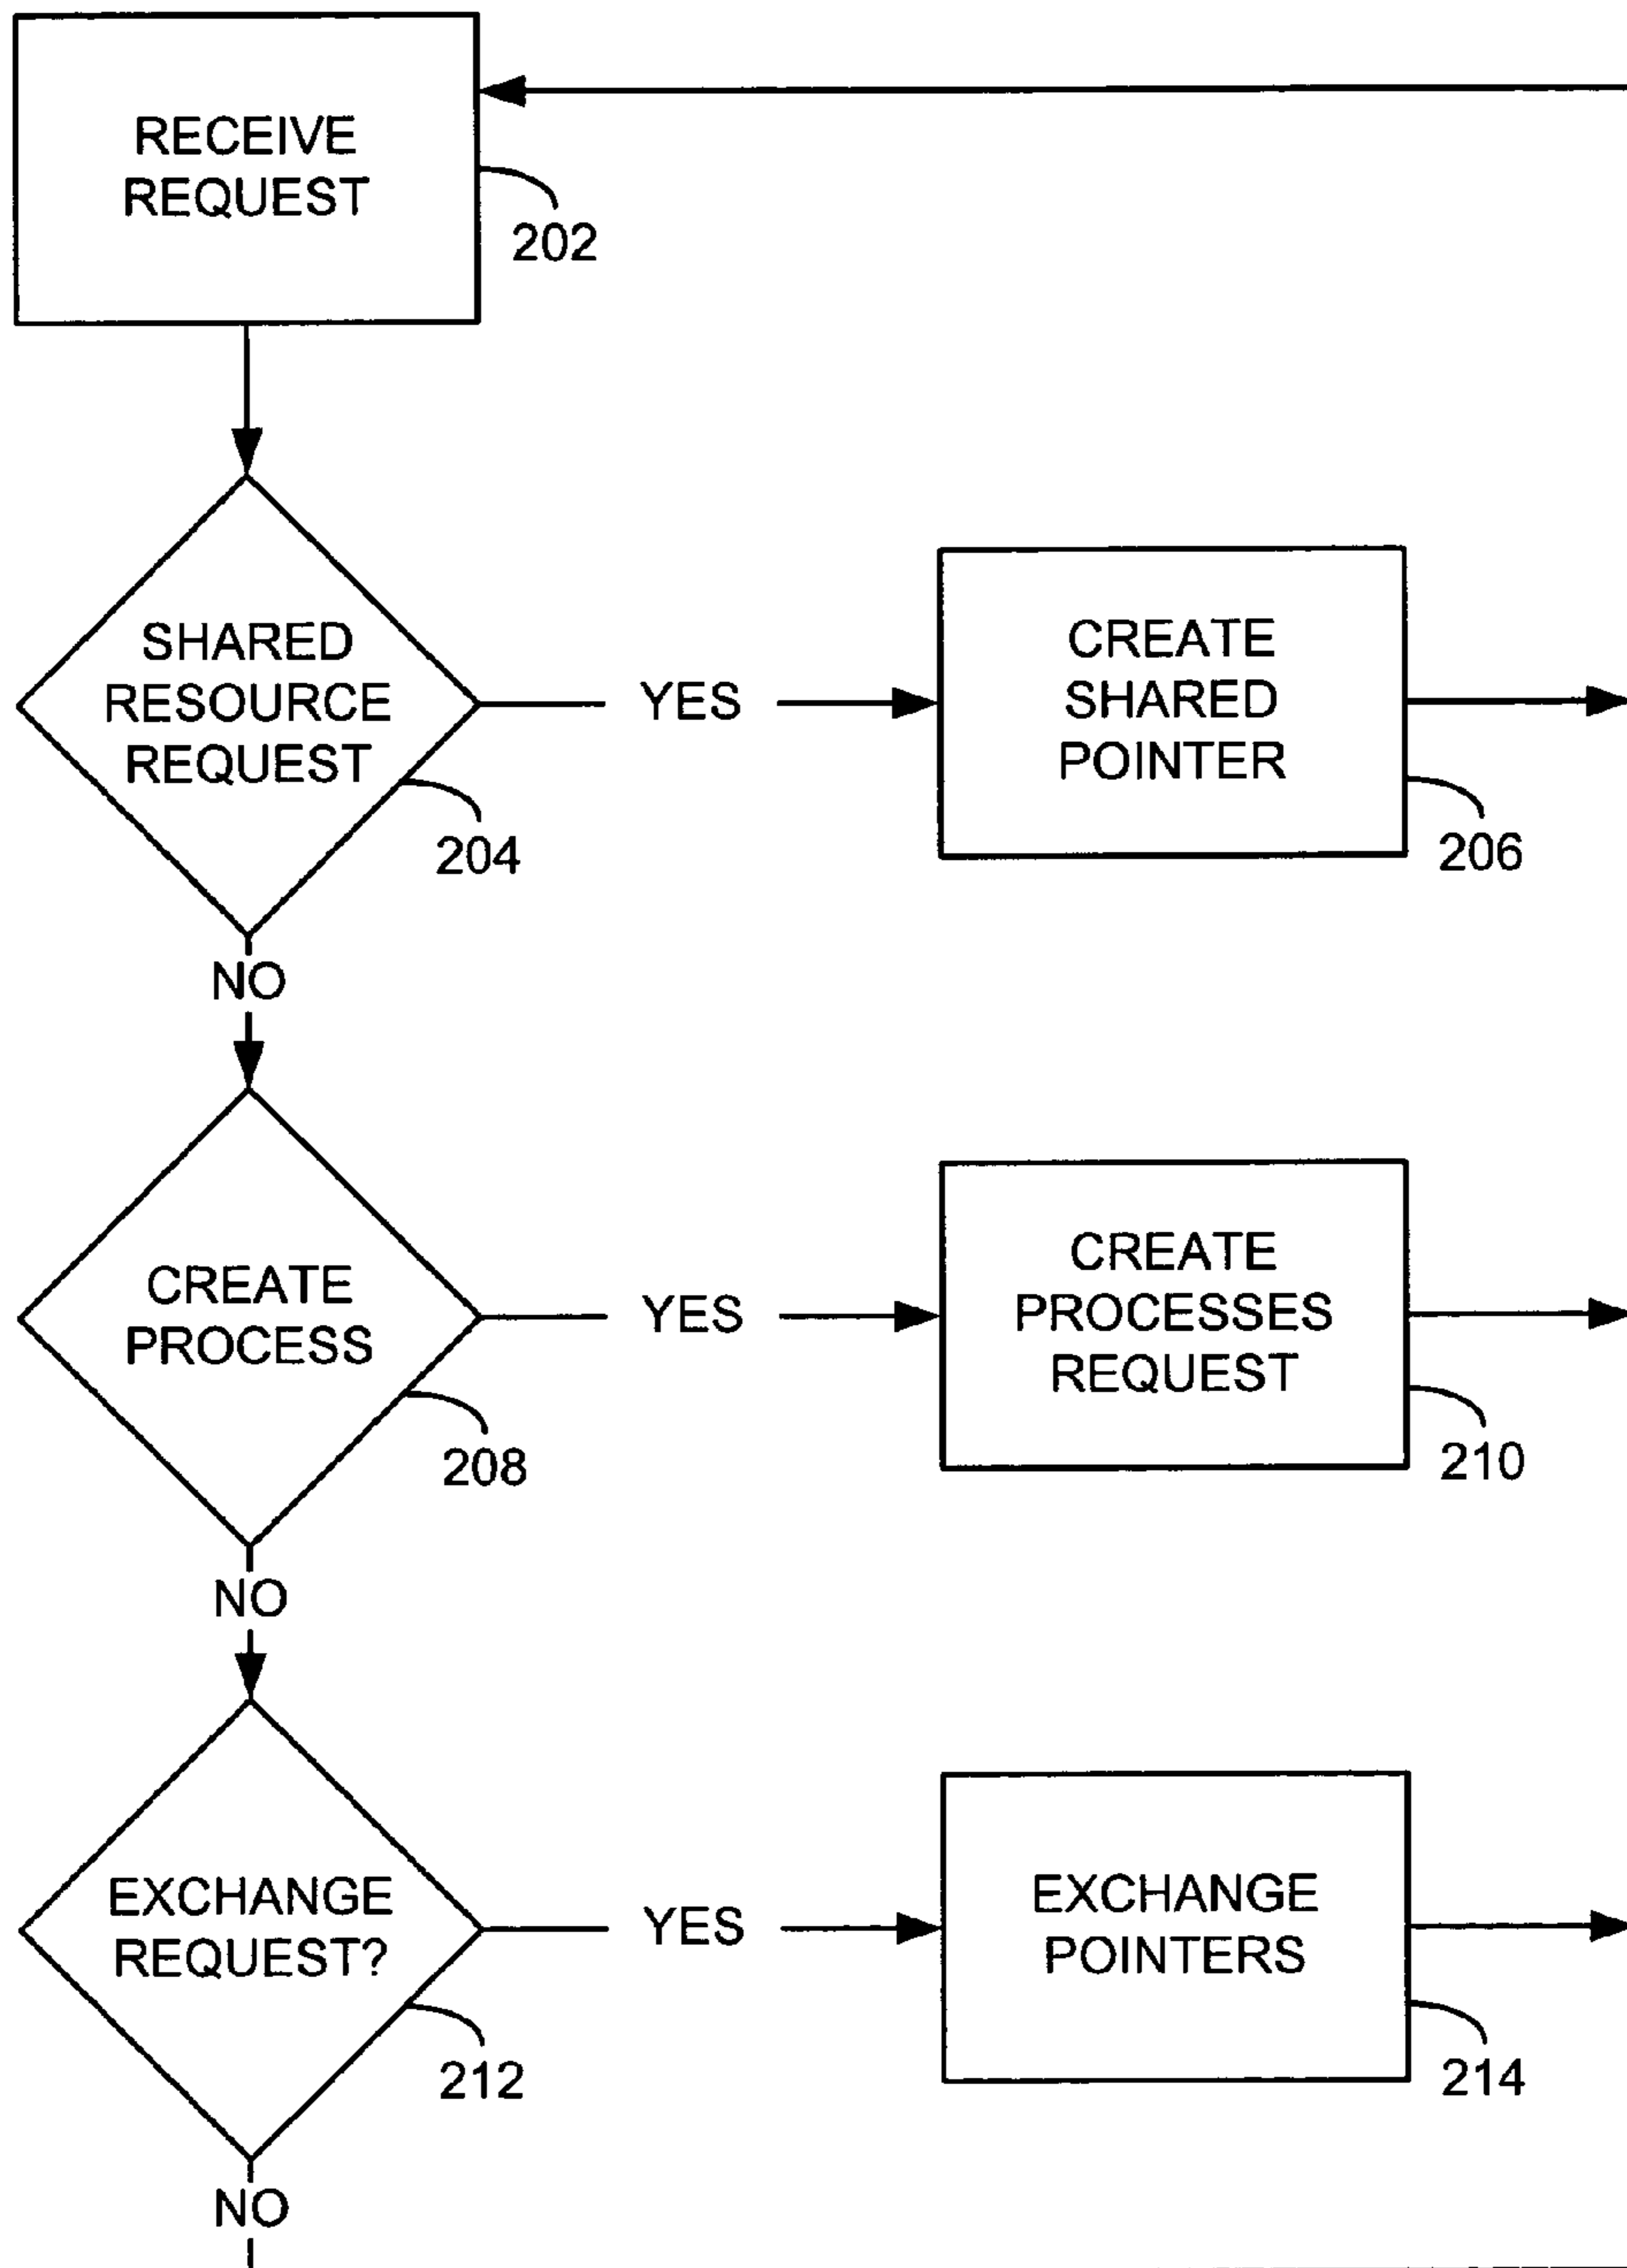 RECEIVE
REQUEST
202
SHARED
RESOURCE
REQUEST
204
YES
CREATE
SHARED
POINTER
206
NO
CREATE
PROCESS
208
YES
CREATE
PROCESSES
REQUEST
210
NO
EXCHANGE
REQUEST?
212
YES
EXCHANGE
POINTERS
214
NO